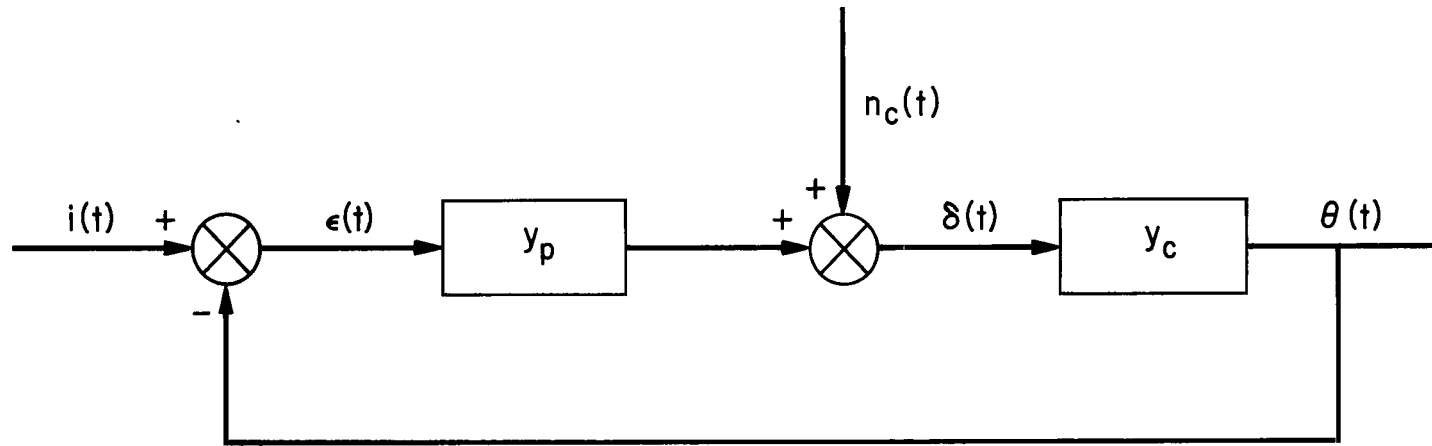 n_c(t)
i(t)
+
ϵ(t)
y_p
+
+
δ(t)
y_c
θ(t)
-